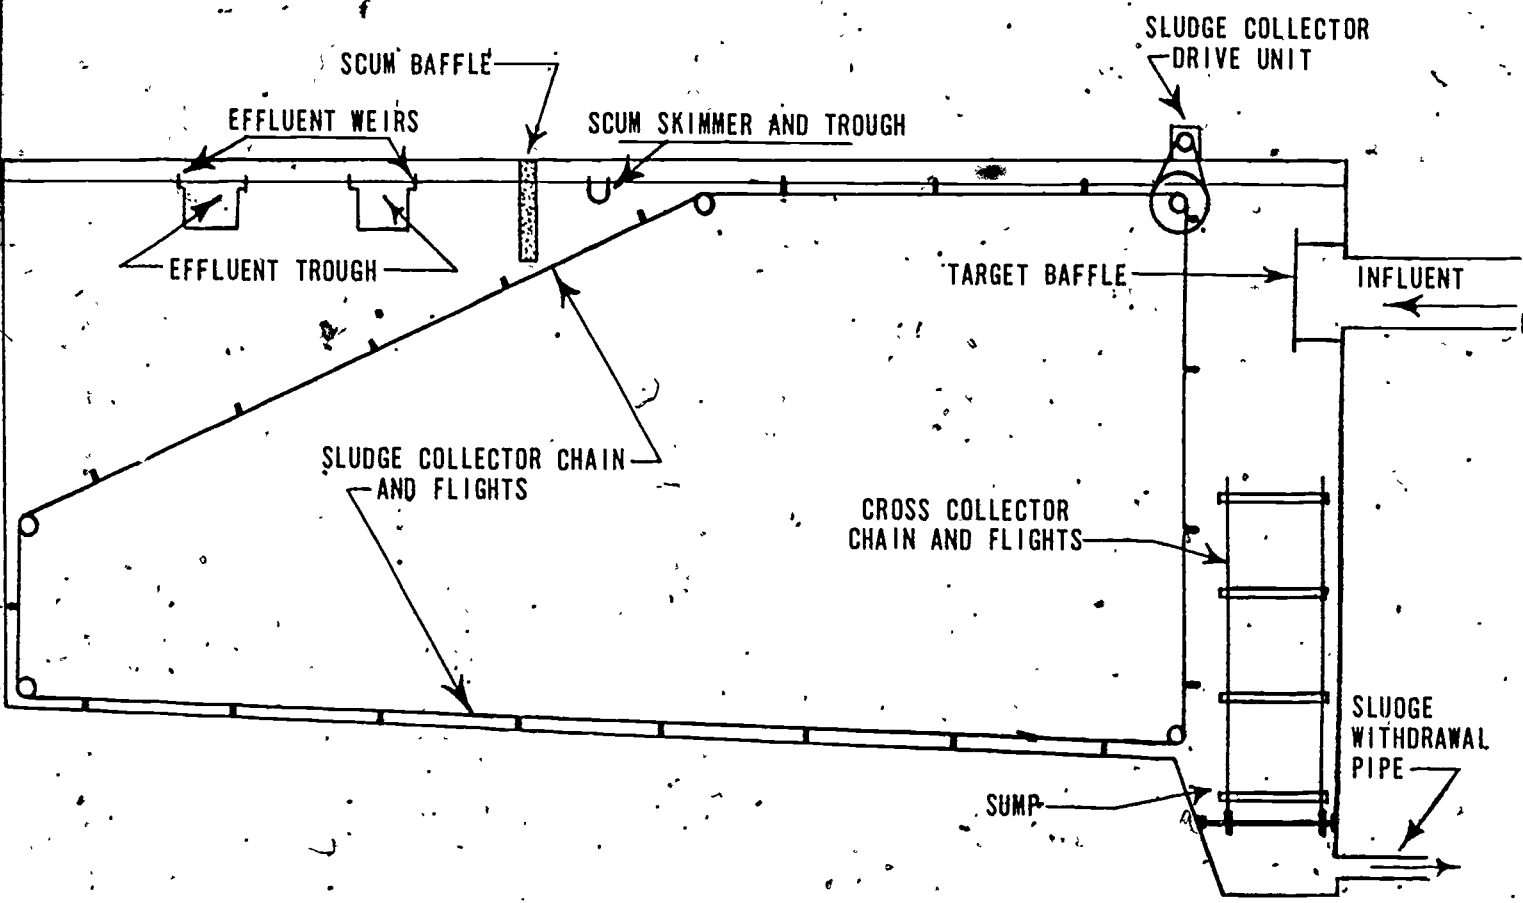 SLUDGE COLLECTOR
DRIVE UNIT
SCUM BAFFLE
EFFLUENT WEIRS
SCUM SKIMMER AND TROUGH
EFFLUENT TROUGH
TARGET BAFFLE
INFLUENT
SLUDGE COLLECTOR CHAIN
AND FLIGHTS
CROSS COLLECTOR
CHAIN AND FLIGHTS
SLUDGE
WITHDRAWAL
PIPE
SUMP